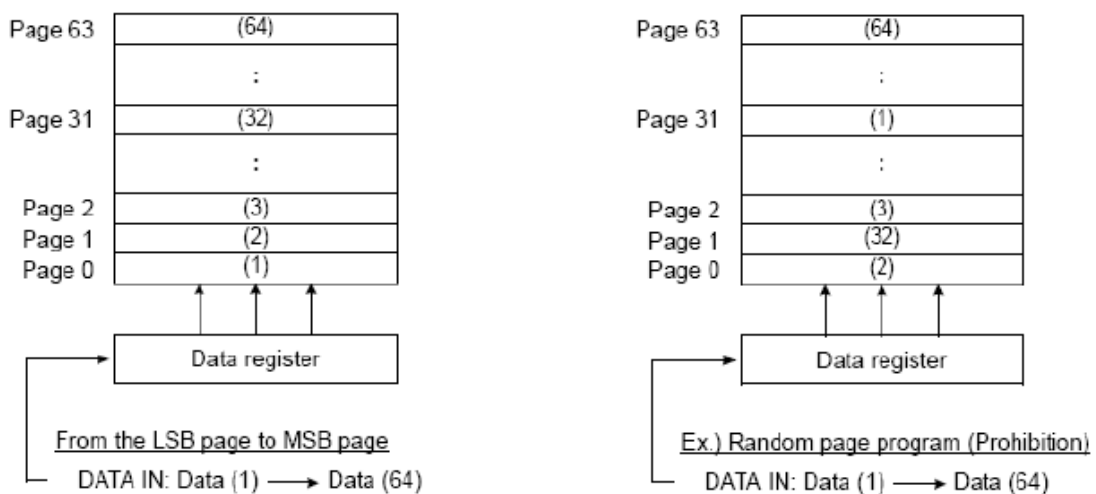 Page 63 (64)
:
Page 31 (32)
:
Page 2 (3)
Page 1 (2)
Page 0 (1)
Data register
From the LSB page to MSB page
DATA IN: Data (1) → Data (64)
Page 63 (64)
:
Page 31 (1)
:
Page 2 (3)
Page 1 (32)
Page 0 (2)
Data register
Ex.) Random page program (Prohibition)
DATA IN: Data (1) → Data (64)